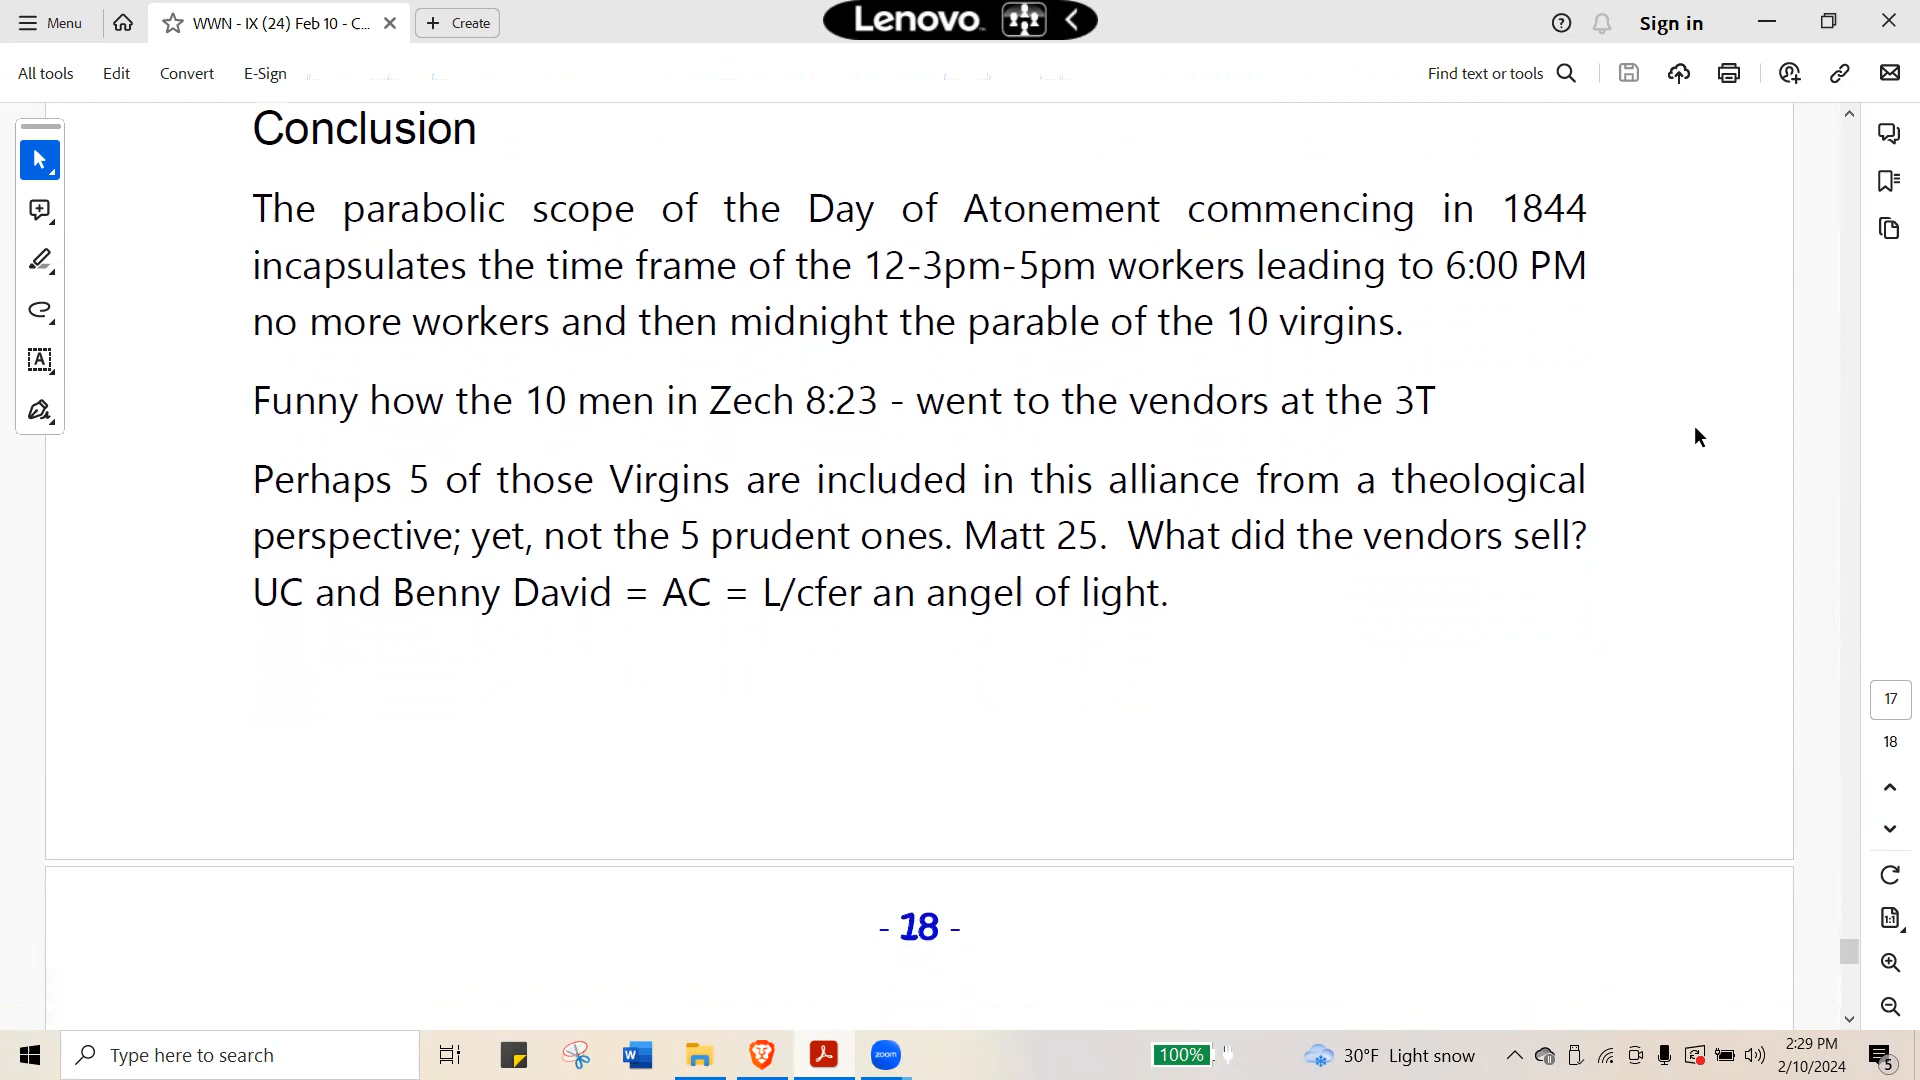 Menu
WWN - IX (24) Feb 10 - C...
Create
Lenovo
Sign in
All tools
Edit
Convert
E-Sign
Find text or tools
Conclusion
The parabolic scope of the Day of Atonement commencing in 1844
incapsulates the time frame of the 12-3pm-5pm workers leading to 6:00 PM
no more workers and then midnight the parable of the 10 virgins.
Funny how the 10 men in Zech 8:23 - went to the vendors at the 3T
Perhaps 5 of those Virgins are included in this alliance from a theological
perspective; yet, not the 5 prudent ones. Matt 25. What did the vendors sell?
UC and Benny David = AC = L/cfer an angel of light.
17
18
- 18 -
Type here to search
zoom
100%
30°F Light snow
2:29 PM
2/10/2024
5